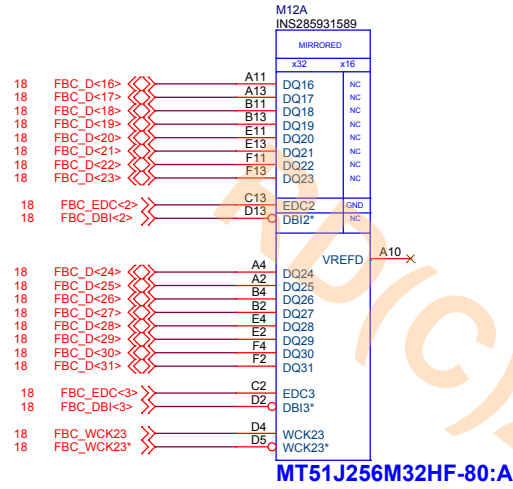 M12A
INS285931589
MIRRORED
x32 x16
18 FBC_D<16> A11 DQ16 NC
18 FBC_D<17> A13 DQ17 NC
18 FBC_D<18> B11 DQ18 NC
18 FBC_D<19> B13 DQ19 NC
18 FBC_D<20> E11 DQ20 NC
18 FBC_D<21> E13 DQ21 NC
18 FBC_D<22> F11 DQ22 NC
18 FBC_D<23> F13 DQ23 NC
18 FBC_EDC<2> C13 EDC2 GND
18 FBC_DBI<2> D13 DBI2* NC
VREFD A10
18 FBC_D<24> A4 DQ24
18 FBC_D<25> A2 DQ25
18 FBC_D<26> B4 DQ26
18 FBC_D<27> B2 DQ27
18 FBC_D<28> E4 DQ28
18 FBC_D<29> E2 DQ29
18 FBC_D<30> F4 DQ30
18 FBC_D<31> F2 DQ31
18 FBC_EDC<3> C2 EDC3
18 FBC_DBI<3> D2 DBI3*
18 FBC_WCK23 D4 WCK23
18 FBC_WCK23* D5 WCK23*
MT51J256M32HF-80:A
RD(C)